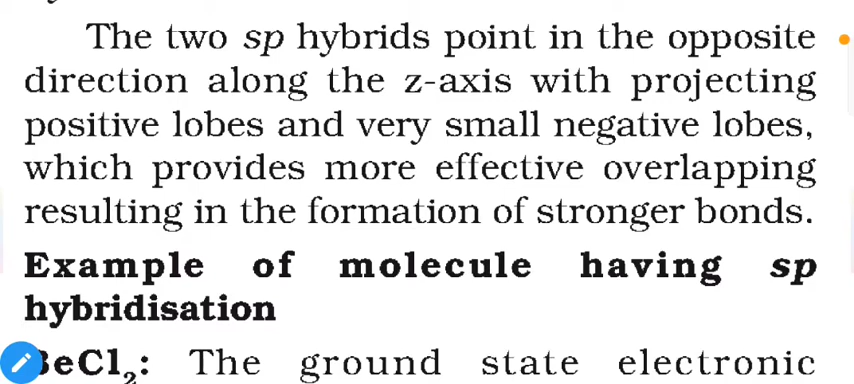 The two sp hybrids point in the opposite
direction along the z-axis with projecting
positive lobes and very small negative lobes,
which provides more effective overlapping
resulting in the formation of stronger bonds.
Example of molecule having sp
hybridisation
BeCl₂: The ground state electronic